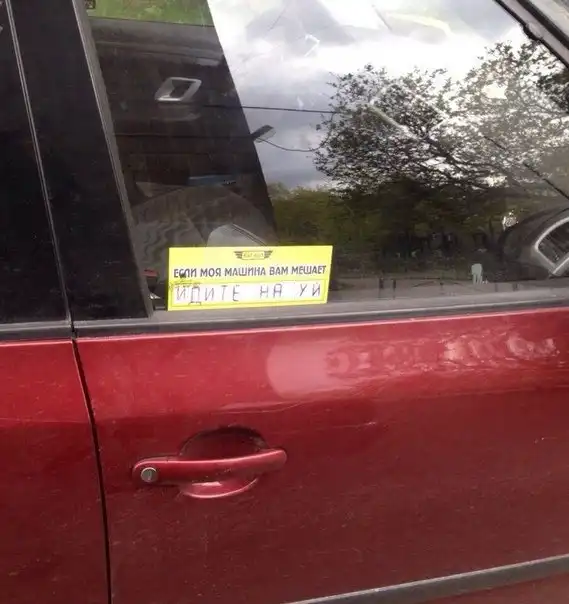 ЕСЛИ МОЯ МАШИНА ВАМ МЕШАЕТ
ИДИТЕ НА УЙ